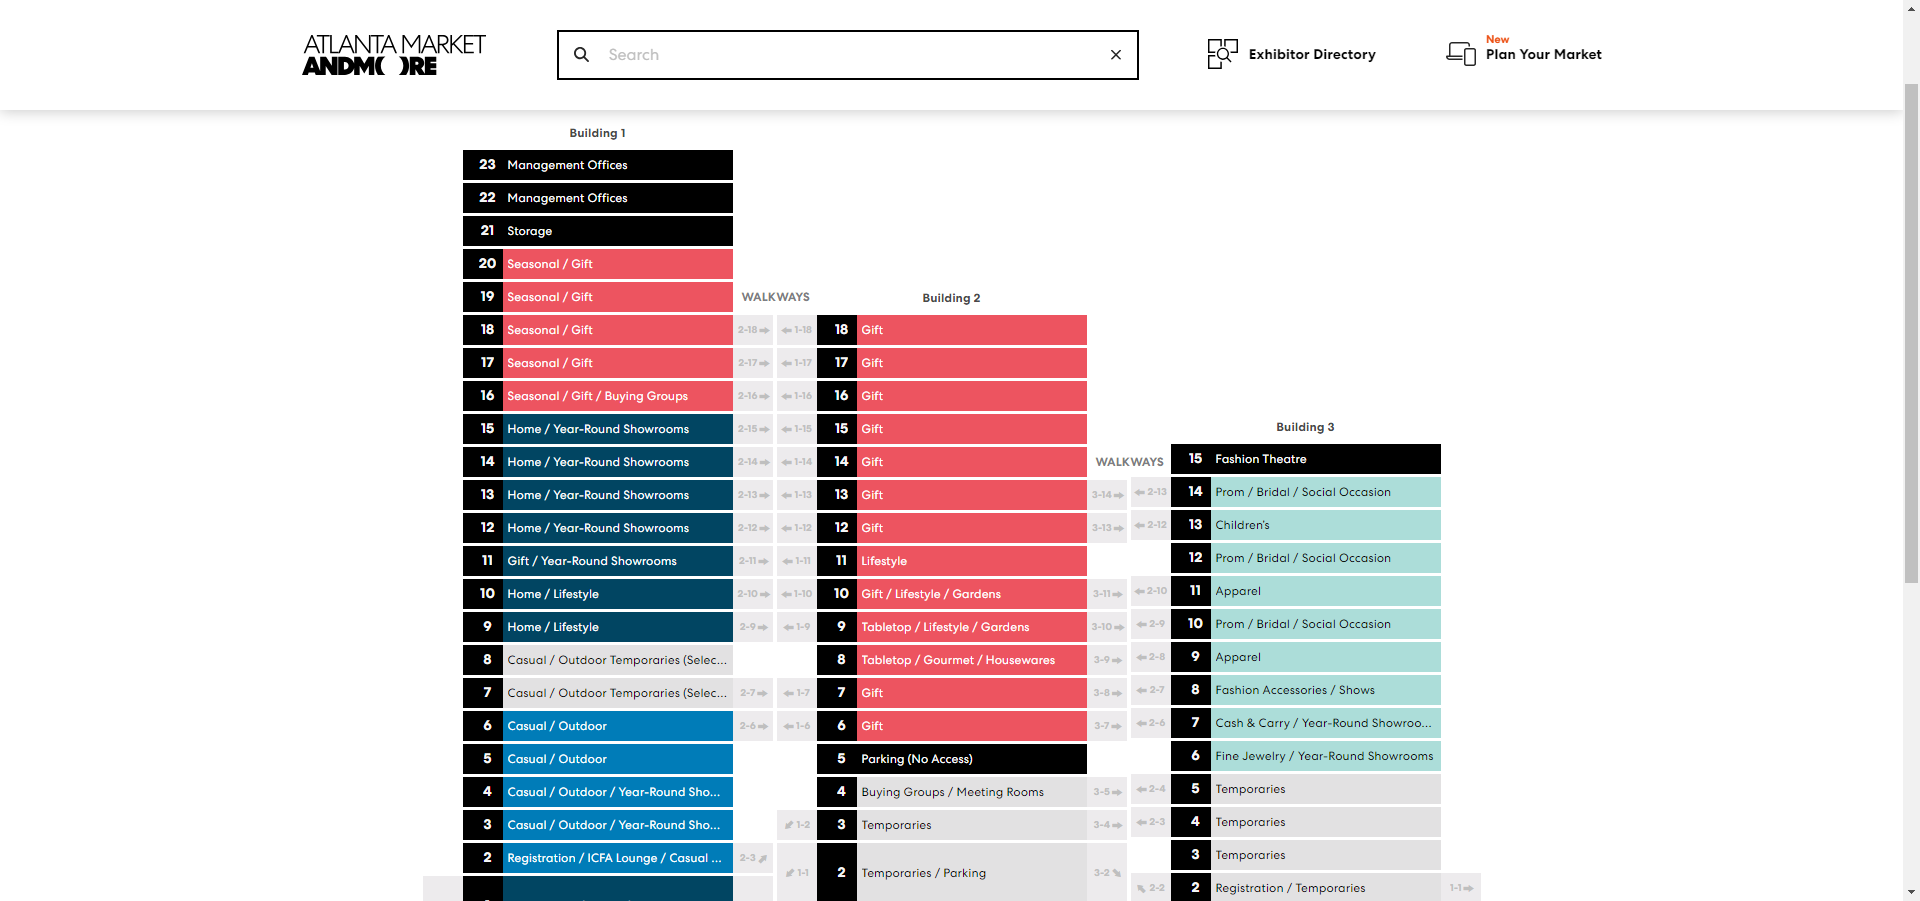 ATLANTA MARKET
ANDMORE
Search
Exhibitor Directory
New
Plan Your Market
Building 1
23 Management Offices
22 Management Offices
21 Storage
20 Seasonal / Gift
19 Seasonal / Gift
WALKWAYS
Building 2
18 Seasonal / Gift 2-18 1-18 18 Gift
17 Seasonal / Gift 2-17 1-17 17 Gift
16 Seasonal / Gift / Buying Groups 2-16 1-16 16 Gift
15 Home / Year-Round Showrooms 2-15 1-15 15 Gift
Building 3
14 Home / Year-Round Showrooms 2-14 1-14 14 Gift
WALKWAYS
15 Fashion Theatre
13 Home / Year-Round Showrooms 2-13 1-13 13 Gift 3-14 2-13 14 Prom / Bridal / Social Occasion
12 Home / Year-Round Showrooms 2-12 1-12 12 Gift 3-13 2-12 13 Children's
11 Gift / Year-Round Showrooms 2-11 1-11 11 Lifestyle 12 Prom / Bridal / Social Occasion
10 Home / Lifestyle 2-10 1-10 10 Gift / Lifestyle / Gardens 3-11 2-10 11 Apparel
9 Home / Lifestyle 2-9 1-9 9 Tabletop / Lifestyle / Gardens 3-10 2-9 10 Prom / Bridal / Social Occasion
8 Casual / Outdoor Temporaries (Selec... 8 Tabletop / Gourmet / Housewares 3-9 2-8 9 Apparel
7 Casual / Outdoor Temporaries (Selec... 2-7 1-7 7 Gift 3-8 2-7 8 Fashion Accessories / Shows
6 Casual / Outdoor 2-6 1-6 6 Gift 3-7 2-6 7 Cash & Carry / Year-Round Showroo...
5 Casual / Outdoor 5 Parking (No Access) 6 Fine Jewelry / Year-Round Showrooms
4 Casual / Outdoor / Year-Round Sho... 4 Buying Groups / Meeting Rooms 3-5 2-4 5 Temporaries
3 Casual / Outdoor / Year-Round Sho... 1-2 3 Temporaries 3-4 2-3 4 Temporaries
2 Registration / ICFA Lounge / Casual ... 2-3 3 Temporaries
1-1 2 Temporaries / Parking 3-2 2-2 2 Registration / Temporaries 1-1